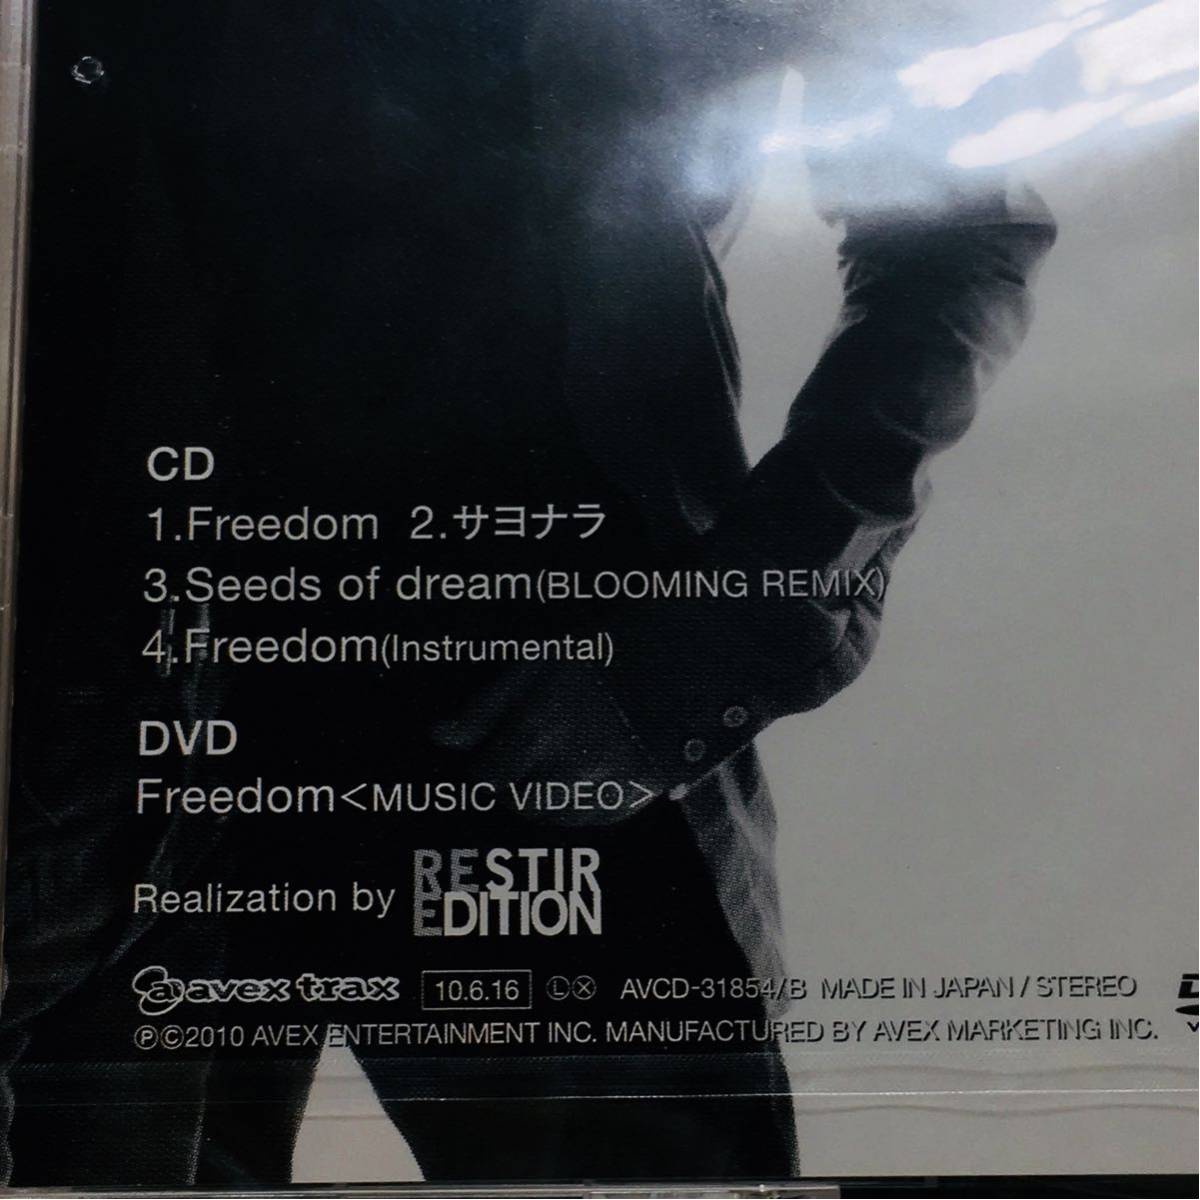 CD
1.Freedom 2.サヨナラ
3.Seeds of dream(BLOOMING REMIX)
4.Freedom(Instrumental)
DVD
Freedom<MUSIC VIDEO>
Realization by RESTIR EDITION
avex trax 10.6.16 Ⓛ Ⓧ AVCD-31854/B MADE IN JAPAN / STEREO
Ⓟ©2010 AVEX ENTERTAINMENT INC. MANUFACTURED BY AVEX MARKETING INC.